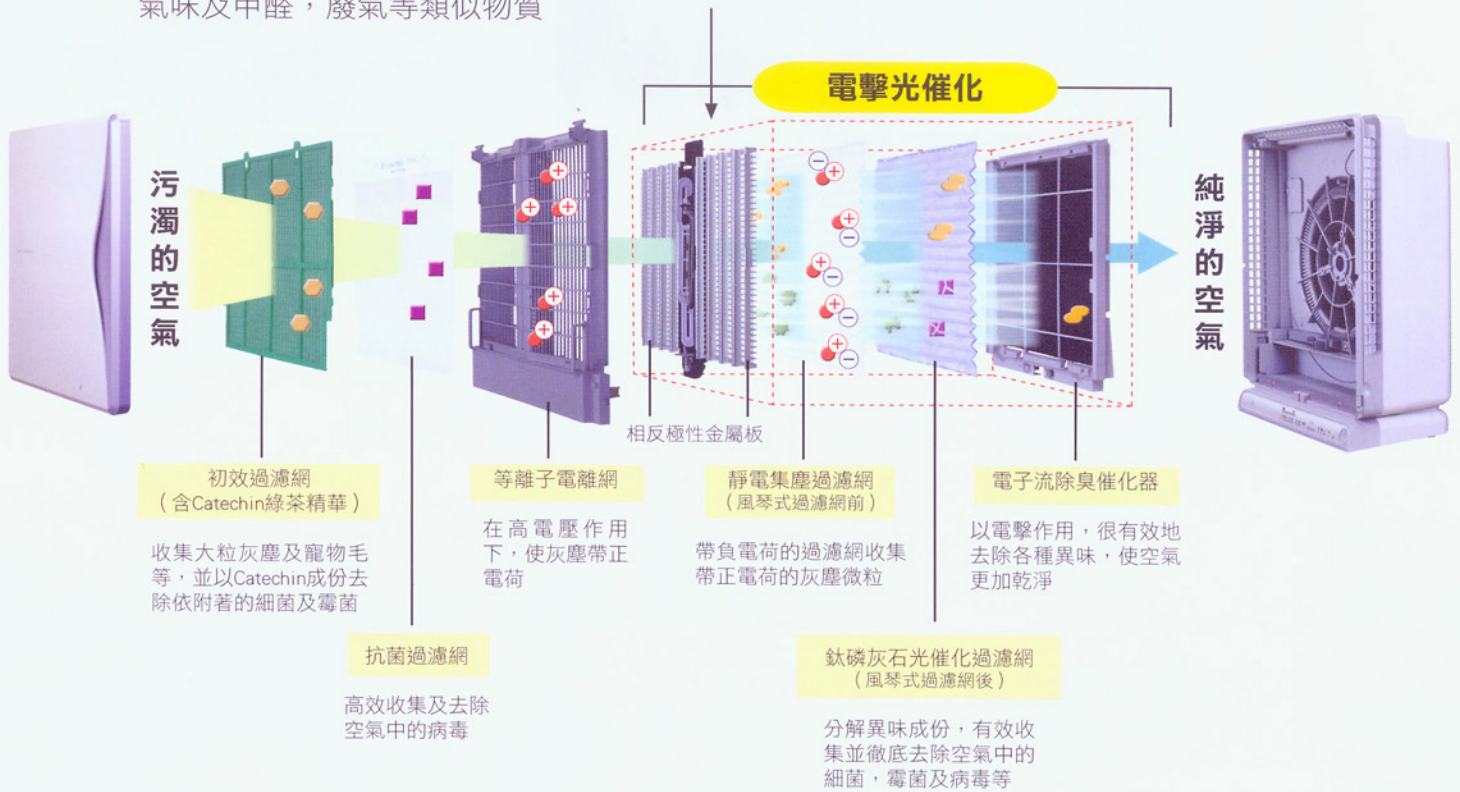 氣味及甲醛，廢氣等類似物質
電擊光催化
污濁的空氣
純淨的空氣
相反極性金屬板
初效過濾網
（含Catechin綠茶精華）
收集大粒灰塵及寵物毛
等，並以Catechin成份去
除依附著的細菌及霉菌
抗菌過濾網
高效收集及去除
空氣中的病毒
等離子電離網
在高電壓作用
下，使灰塵帶正
電荷
靜電集塵過濾網
（風琴式過濾網前）
帶負電荷的過濾網收集
帶正電荷的灰塵微粒
鈦磷灰石光催化過濾網
（風琴式過濾網後）
分解異味成份，有效收
集並徹底去除空氣中的
細菌，霉菌及病毒等
電子流除臭催化器
以電擊作用，很有效地
去除各種異味，使空氣
更加乾淨